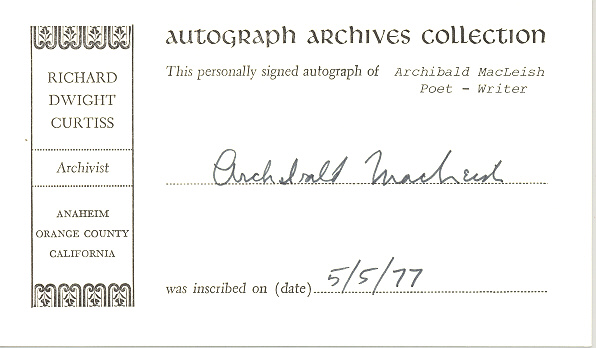 AUTOGRAPH ARCHIVES COLLECTION
RICHARD
DWIGHT
CURTISS
Archivist
ANAHEIM
ORANGE COUNTY
CALIFORNIA
This personally signed autograph of Archibald MacLeish
Poet - Writer
Archibald MacLeish
was inscribed on (date) 5/5/77